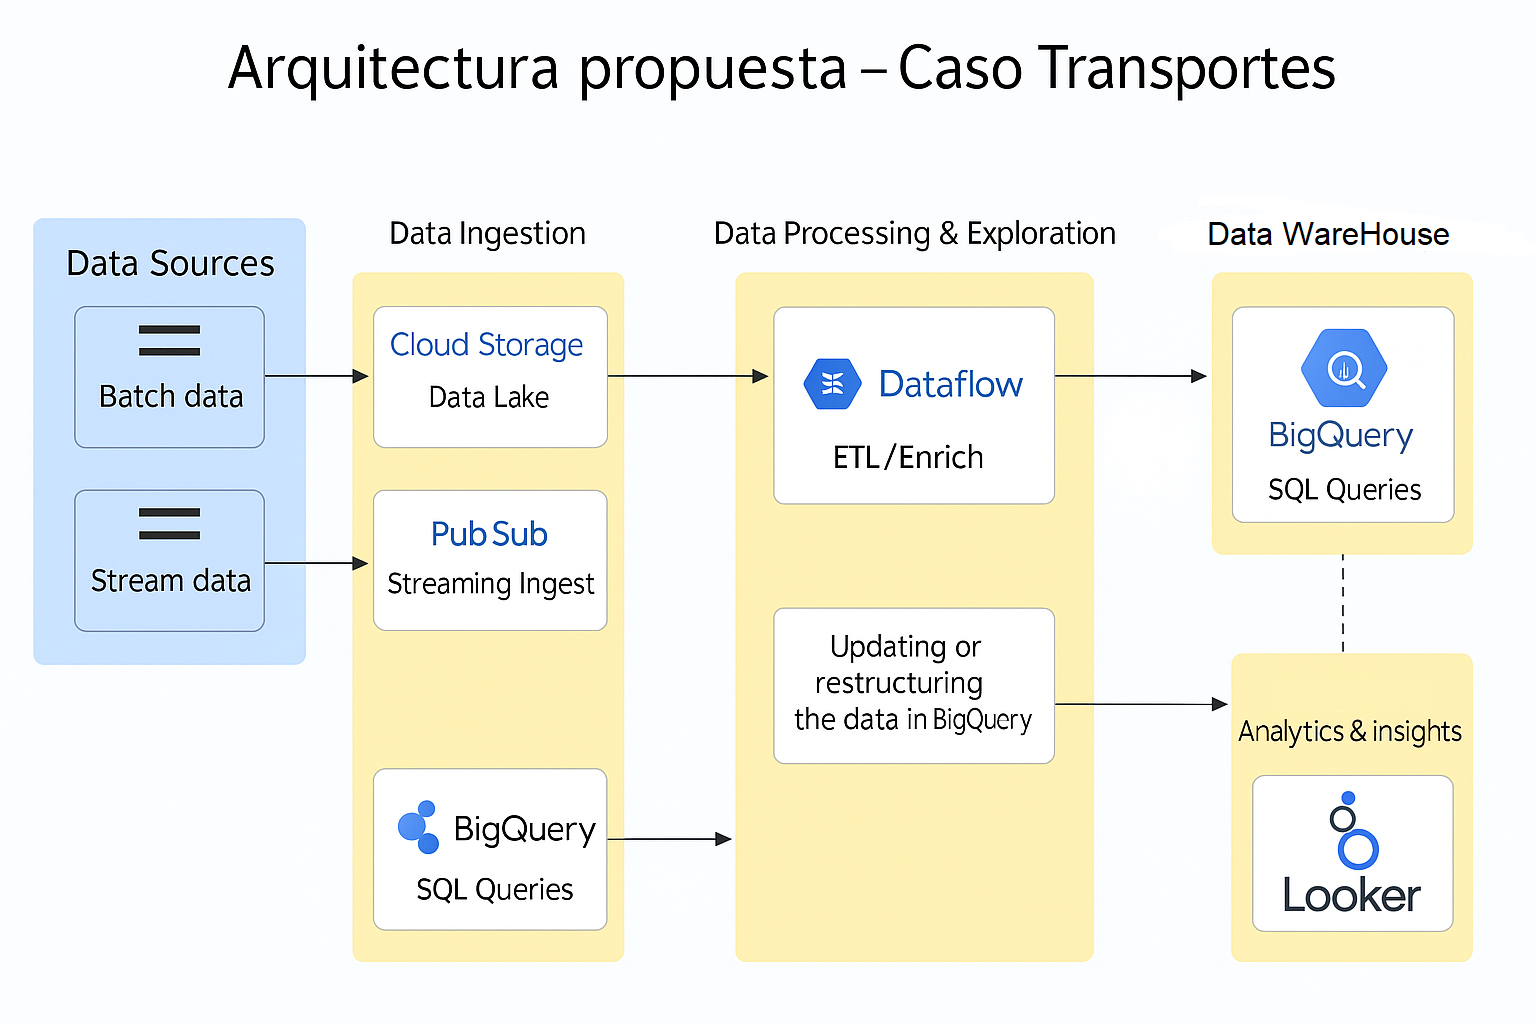 Arquitectura propuesta – Caso Transportes
Data Sources
Batch data
Stream data
Data Ingestion
Cloud Storage
Data Lake
Pub Sub
Streaming Ingest
BigQuery
SQL Queries
Data Processing & Exploration
Dataflow
ETL/Enrich
Updating or
restructuring
the data in BigQuery
Data WareHouse
BigQuery
SQL Queries
Analytics & insights
Looker